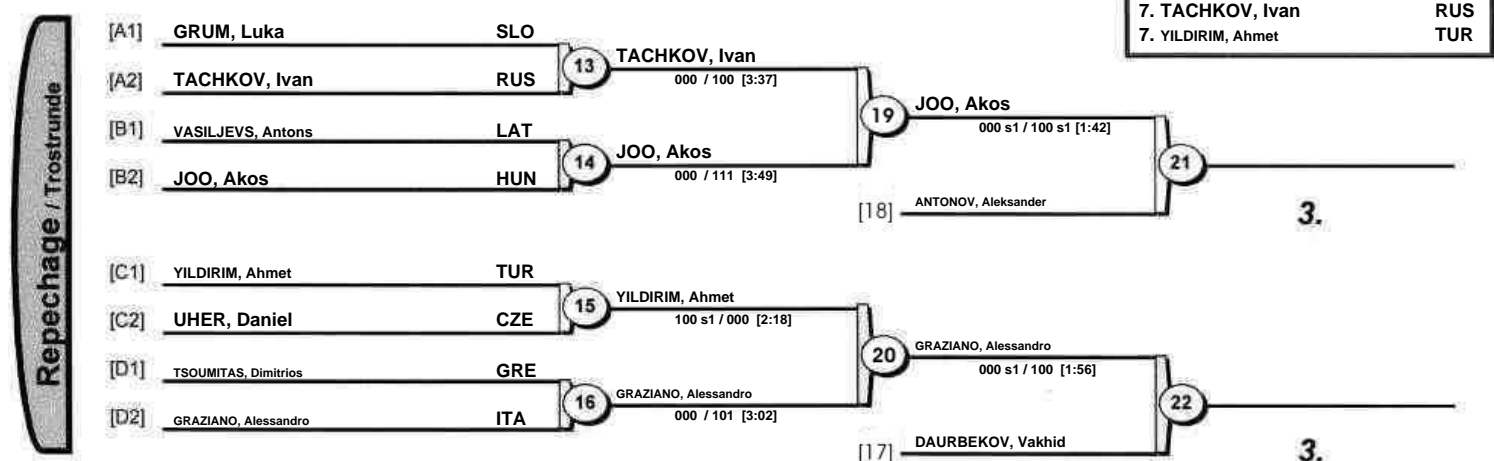 7. TACHKOV, Ivan RUS
7. YILDIRIM, Ahmet TUR
Repechage / Trostrunde
[A1] GRUM, Luka SLO
[A2] TACHKOV, Ivan RUS
13 TACHKOV, Ivan
000 / 100 [3:37]
[B1] VASILJEVS, Antons LAT
[B2] JOO, Akos HUN
14 JOO, Akos
000 / 111 [3:49]
19 JOO, Akos
000 s1 / 100 s1 [1:42]
[18] ANTONOV, Aleksander
21
3.
[C1] YILDIRIM, Ahmet TUR
[C2] UHER, Daniel CZE
15 YILDIRIM, Ahmet
100 s1 / 000 [2:18]
[D1] TSOUMITAS, Dimitrios GRE
[D2] GRAZIANO, Alessandro ITA
16 GRAZIANO, Alessandro
000 / 101 [3:02]
20 GRAZIANO, Alessandro
000 s1 / 100 [1:56]
[17] DAURBEKOV, Vakhid
22
3.